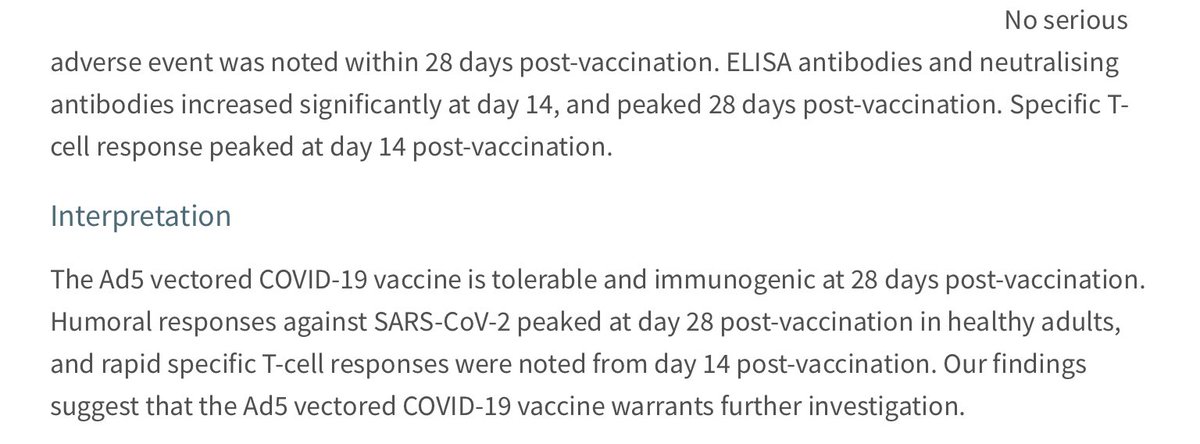 No serious
adverse event was noted within 28 days post-vaccination. ELISA antibodies and neutralising
antibodies increased significantly at day 14, and peaked 28 days post-vaccination. Specific T-
cell response peaked at day 14 post-vaccination.
Interpretation
The Ad5 vectored COVID-19 vaccine is tolerable and immunogenic at 28 days post-vaccination.
Humoral responses against SARS-CoV-2 peaked at day 28 post-vaccination in healthy adults,
and rapid specific T-cell responses were noted from day 14 post-vaccination. Our findings
suggest that the Ad5 vectored COVID-19 vaccine warrants further investigation.